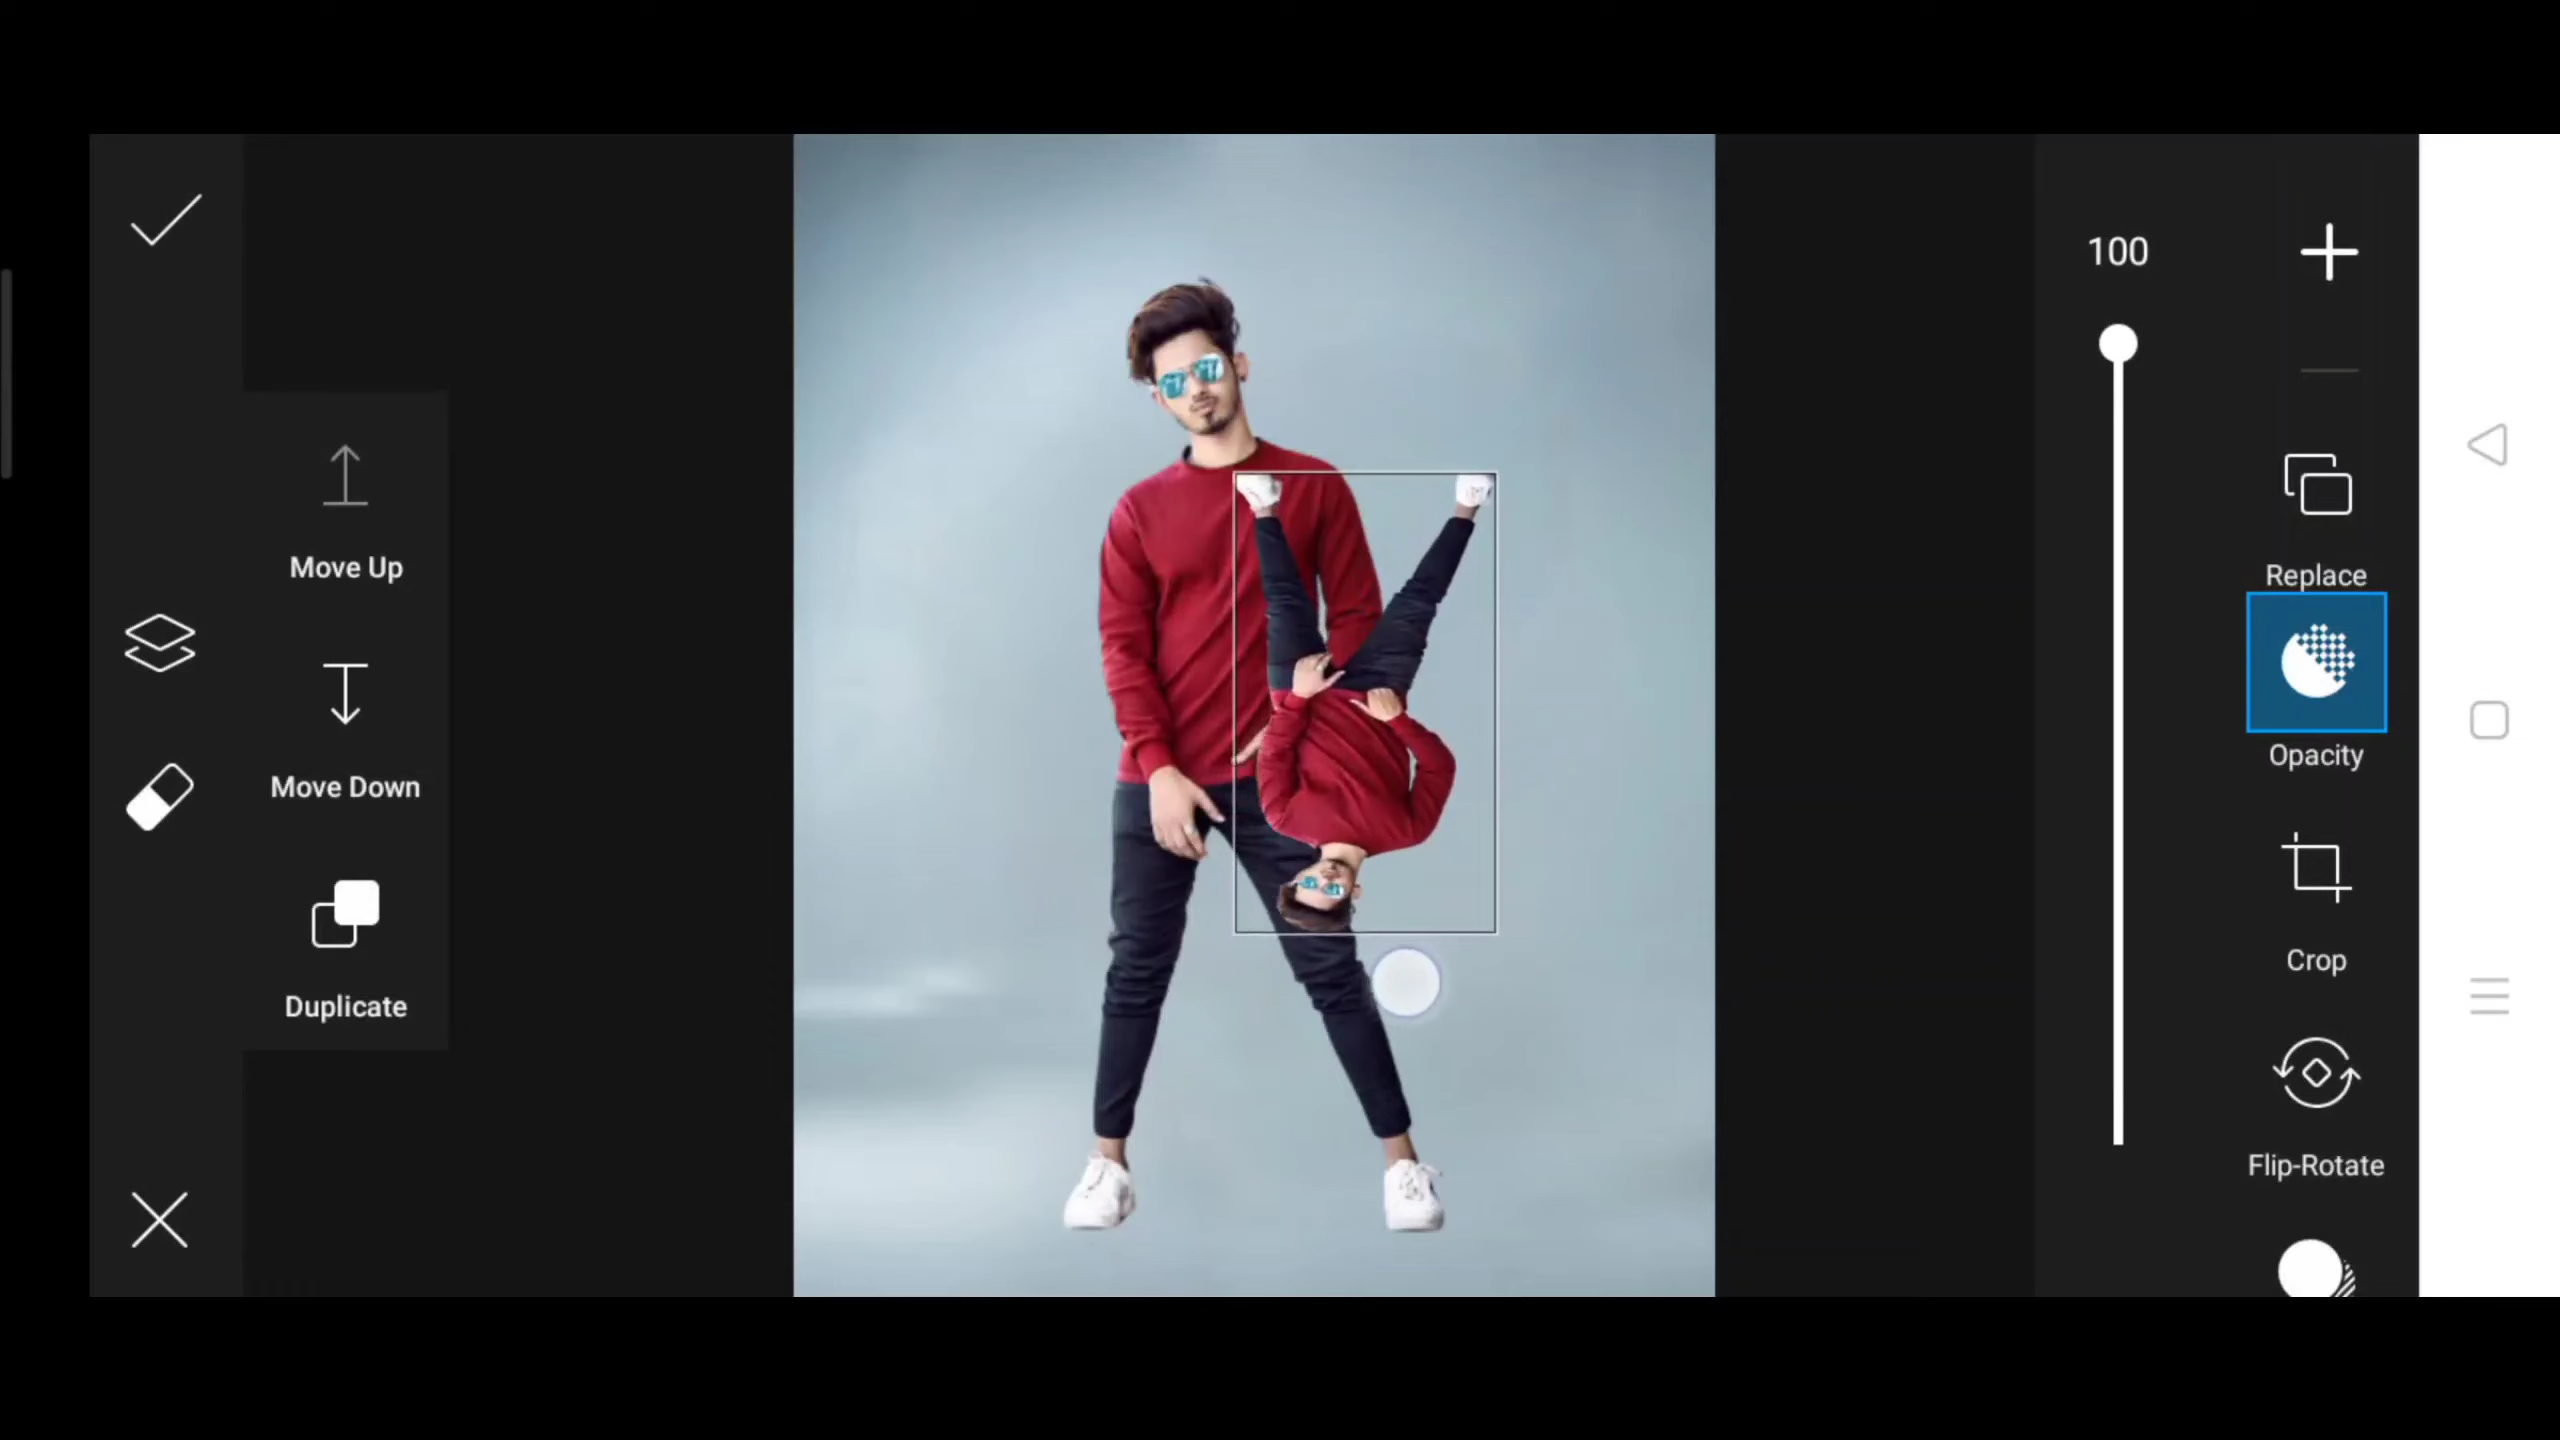 100
Move Up
Replace
Opacity
Move Down
Crop
Duplicate
Flip-Rotate